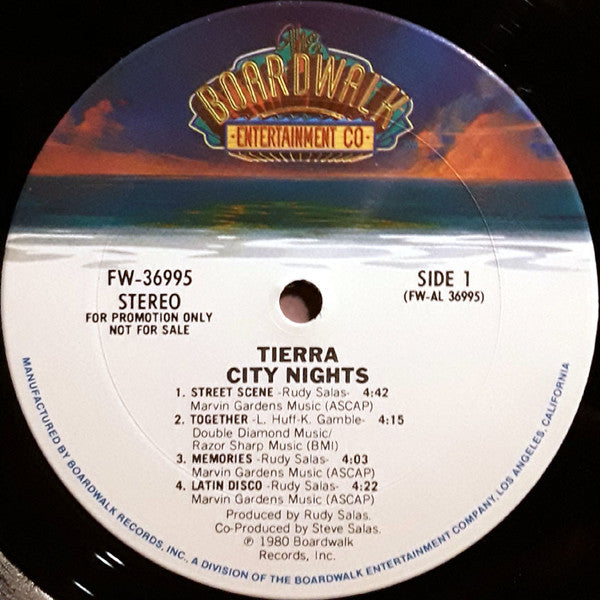 The
BOARDWALK
·ENTERTAINMENT CO·
FW-36995
STEREO
FOR PROMOTION ONLY
NOT FOR SALE
SIDE 1
(FW-AL 36995)
TIERRA
CITY NIGHTS
1. STREET SCENE -Rudy Salas- 4:42
Marvin Gardens Music (ASCAP)
2. TOGETHER -L. Huff-K. Gamble- 4:15
Double Diamond Music/
Razor Sharp Music (BMI)
3. MEMORIES -Rudy Salas- 4:03
Marvin Gardens Music (ASCAP)
4. LATIN DISCO -Rudy Salas- 4:22
Marvin Gardens Music (ASCAP)
Produced by Rudy Salas.
Co-Produced by Steve Salas.
℗ 1980 Boardwalk
Records, Inc.
MANUFACTURED BY BOARDWALK RECORDS, INC., A DIVISION OF THE BOARDWALK ENTERTAINMENT COMPANY, LOS ANGELES, CALIFORNIA